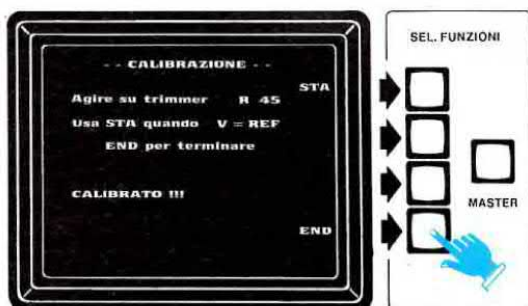 SEL. FUNZIONI
- - CALIBRAZIONE - -
STA
Agire su trimmer R 45
Usa STA quando V = REF
END per terminare
CALIBRATO !!!
MASTER
END